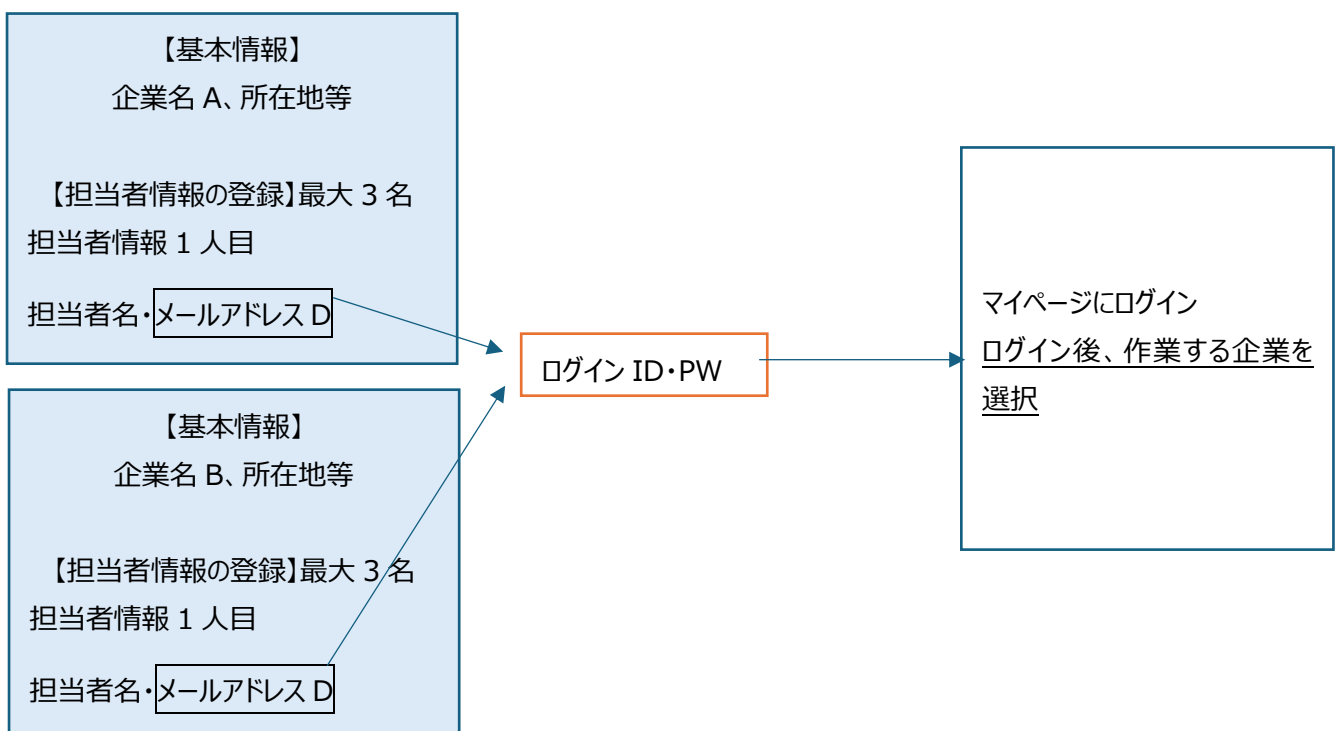 【基本情報】
企業名 A、所在地等
【担当者情報の登録】最大 3 名
担当者情報 1 人目
担当者名・メールアドレス D
【基本情報】
企業名 B、所在地等
【担当者情報の登録】最大 3 名
担当者情報 1 人目
担当者名・メールアドレス D
ログイン ID・PW
マイページにログイン
ログイン後、作業する企業を
選択